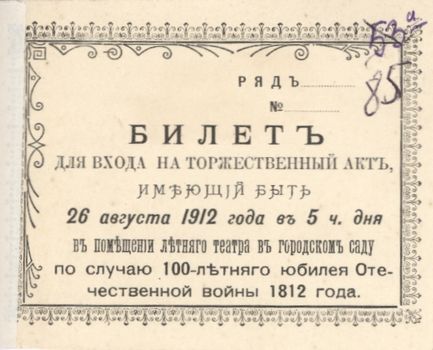 53а
85
РЯДЪ
№
БИЛЕТЪ
ДЛЯ ВХОДА НА ТОРЖЕСТВЕННЫЙ АКТЪ,
ИМѢЮЩІЙ БЫТЬ
26 августа 1912 года въ 5 ч. дня
въ помѣщеніи лѣтняго театра въ городскомъ саду
по случаю 100-лѣтняго юбилея Оте-
чественной войны 1812 года.